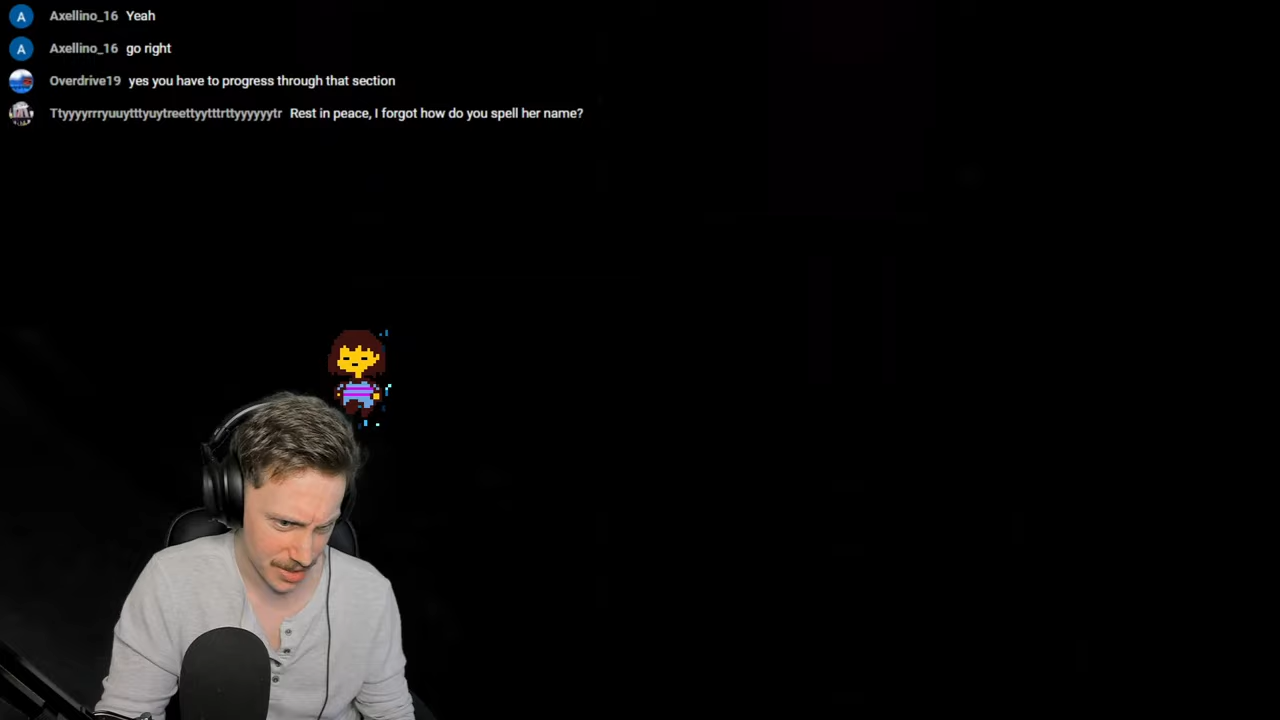 A Axellino_16 Yeah
A Axellino_16 go right
Overdrive19 yes you have to progress through that section
Ttyyyyrrryuuytttyuytreettyytttrttyyyyytr Rest in peace, I forgot how do you spell her name?